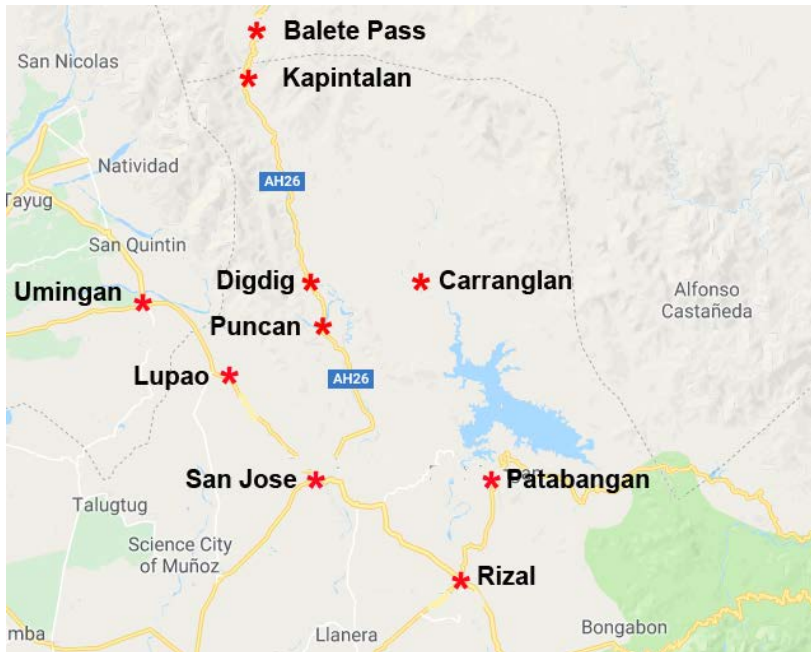 Balete Pass
San Nicolas
Kapintalan
Natividad
AH26
Tayug
San Quintin
Digdig
Carranglan
Umingan
Alfonso
Castañeda
Puncan
Lupao
AH26
San Jose
Patabangan
Talugtug
Science City
of Muñoz
Rizal
mba
Llanera
Bongabon